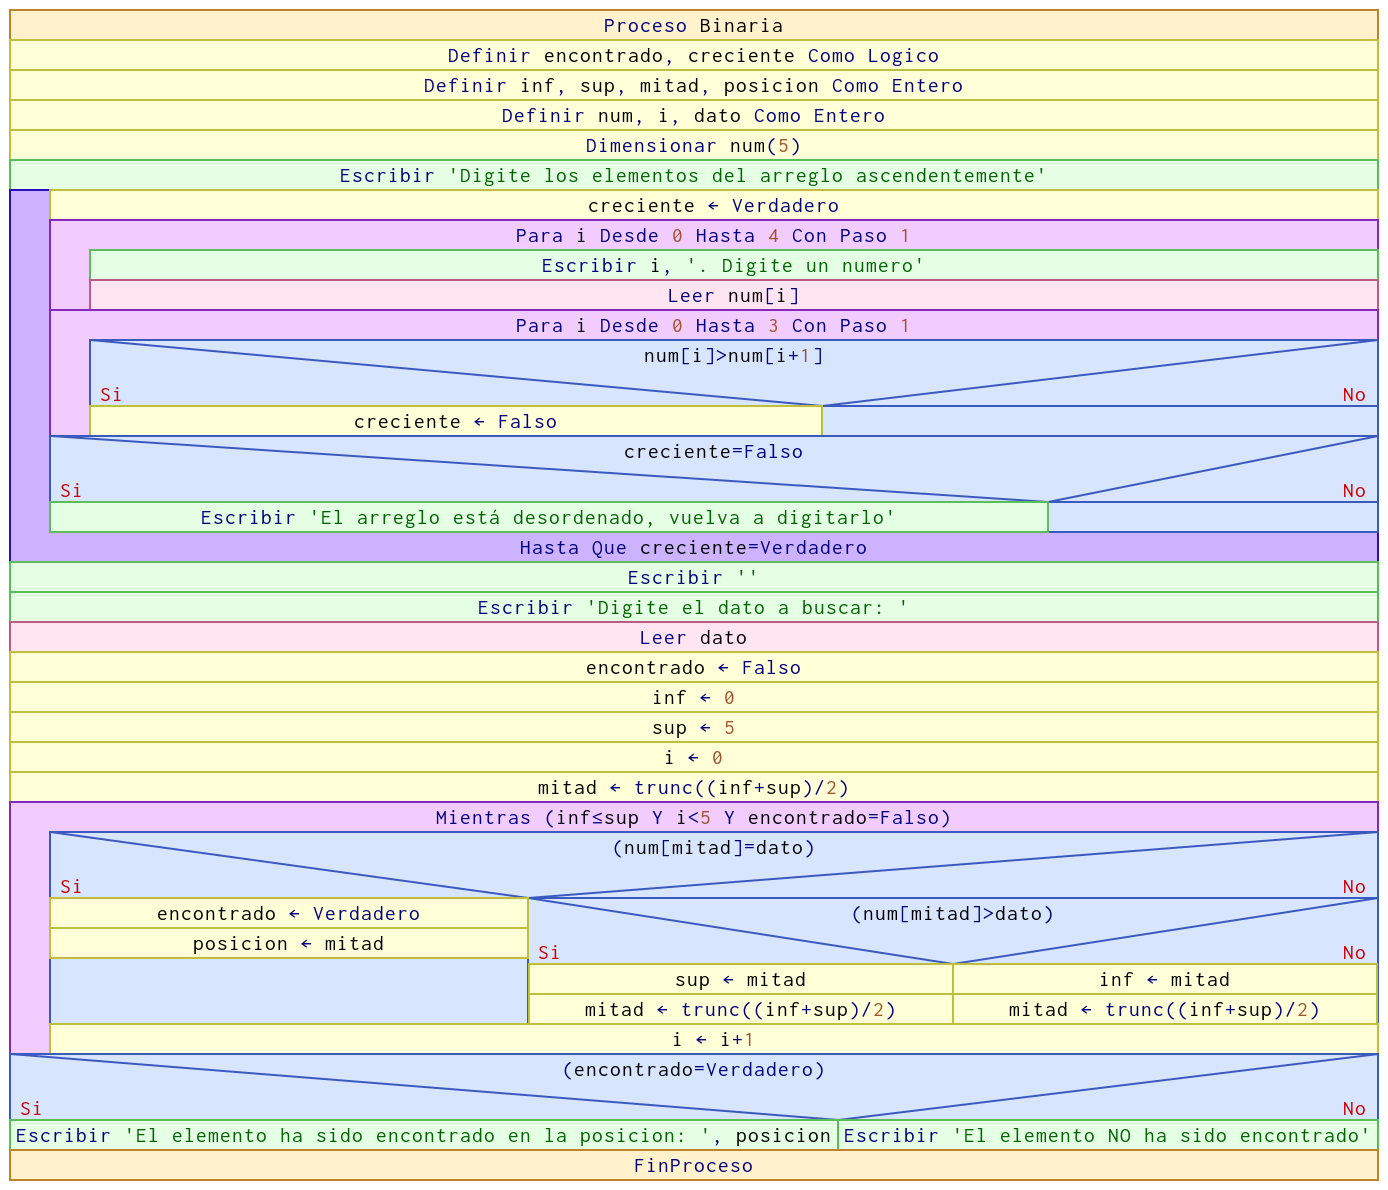 Proceso Binaria
Definir encontrado, creciente Como Logico
Definir inf, sup, mitad, posicion Como Entero
Definir num, i, dato Como Entero
Dimensionar num(5)
Escribir 'Digite los elementos del arreglo ascendentemente'
creciente ← Verdadero
Para i Desde 0 Hasta 4 Con Paso 1
Escribir i, '. Digite un numero'
Leer num[i]
Para i Desde 0 Hasta 3 Con Paso 1
num[i]>num[i+1]
Si No
creciente ← Falso
creciente=Falso
Si No
Escribir 'El arreglo está desordenado, vuelva a digitarlo'
Hasta Que creciente=Verdadero
Escribir ''
Escribir 'Digite el dato a buscar: '
Leer dato
encontrado ← Falso
inf ← 0
sup ← 5
i ← 0
mitad ← trunc((inf+sup)/2)
Mientras (inf≤sup Y i<5 Y encontrado=Falso)
(num[mitad]=dato)
Si No
encontrado ← Verdadero (num[mitad]>dato)
posicion ← mitad Si No
sup ← mitad inf ← mitad
mitad ← trunc((inf+sup)/2) mitad ← trunc((inf+sup)/2)
i ← i+1
(encontrado=Verdadero)
Si No
Escribir 'El elemento ha sido encontrado en la posicion: ', posicion Escribir 'El elemento NO ha sido encontrado'
FinProceso